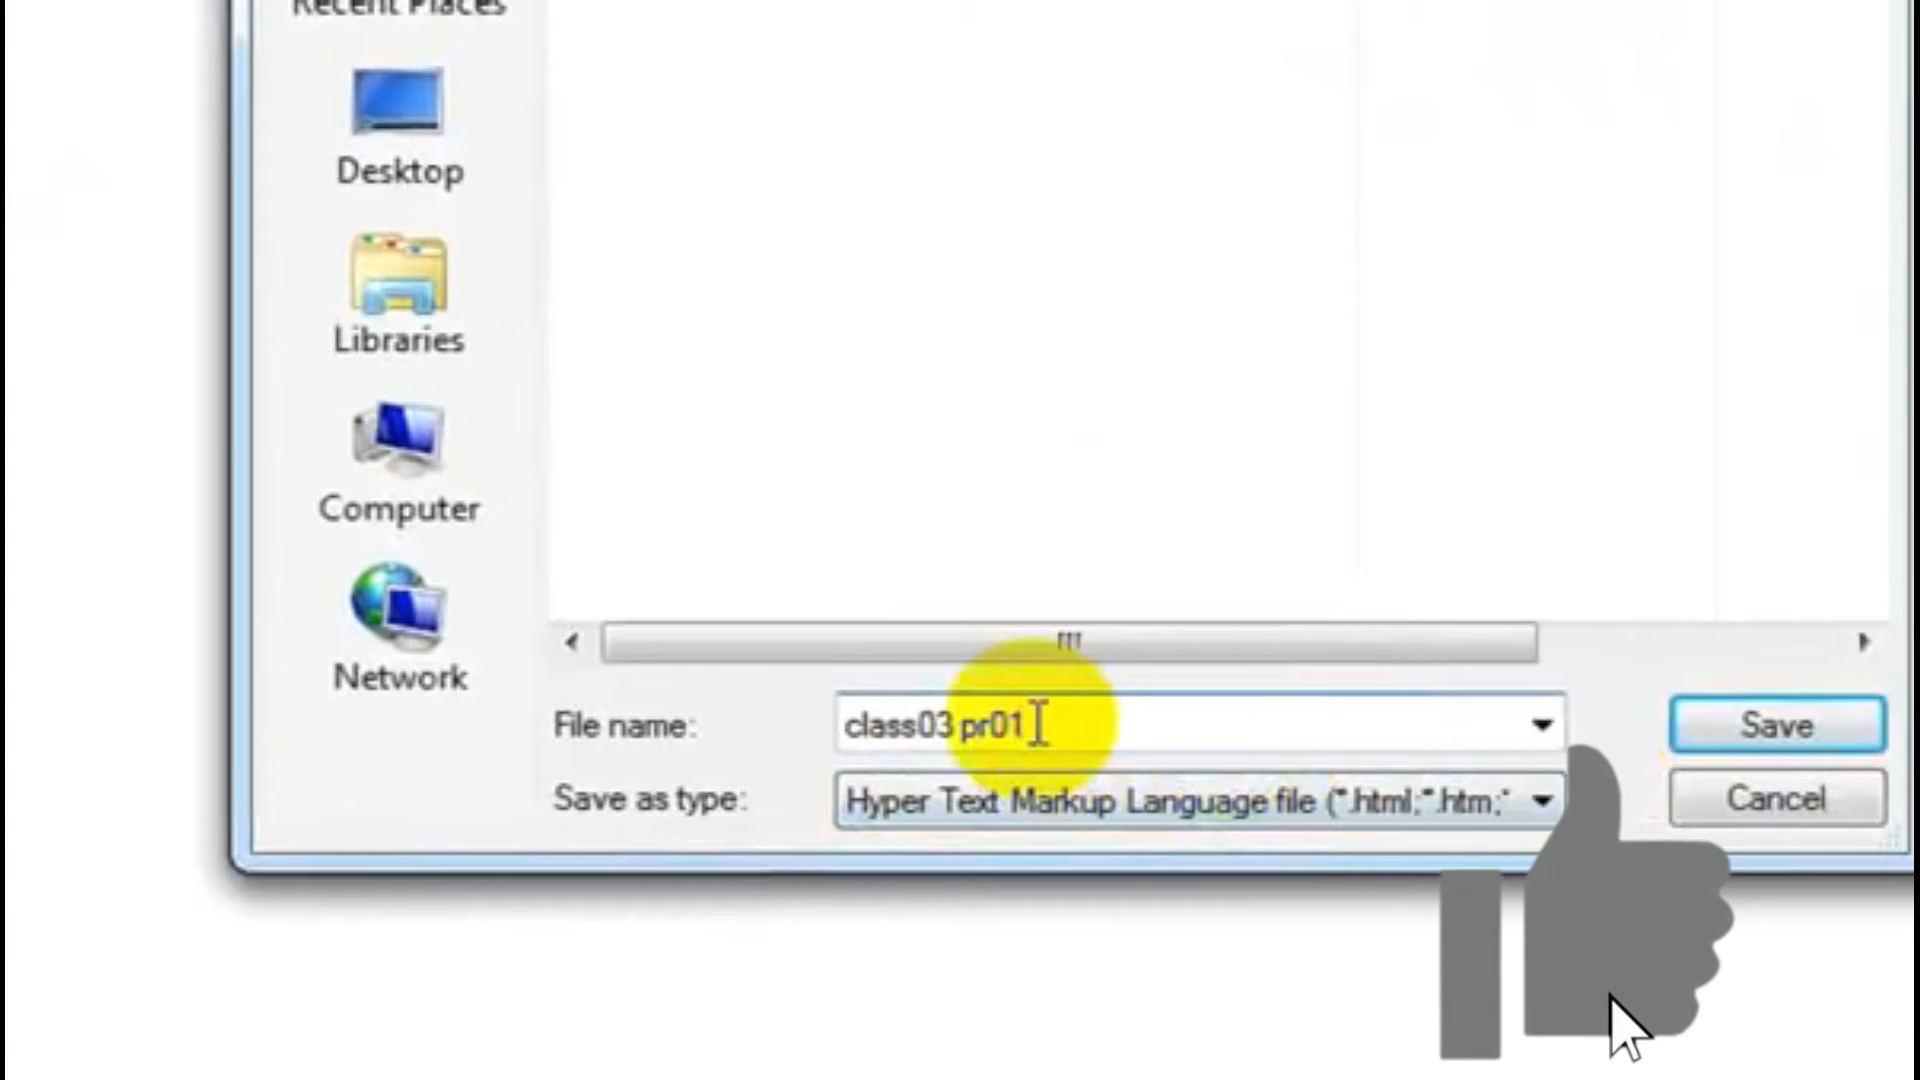 Recent Places
Desktop
Libraries
Computer
Network
File name: class03 pr01 Save
Save as type: Hyper Text Markup Language file (*.html;*.htm;* Cancel